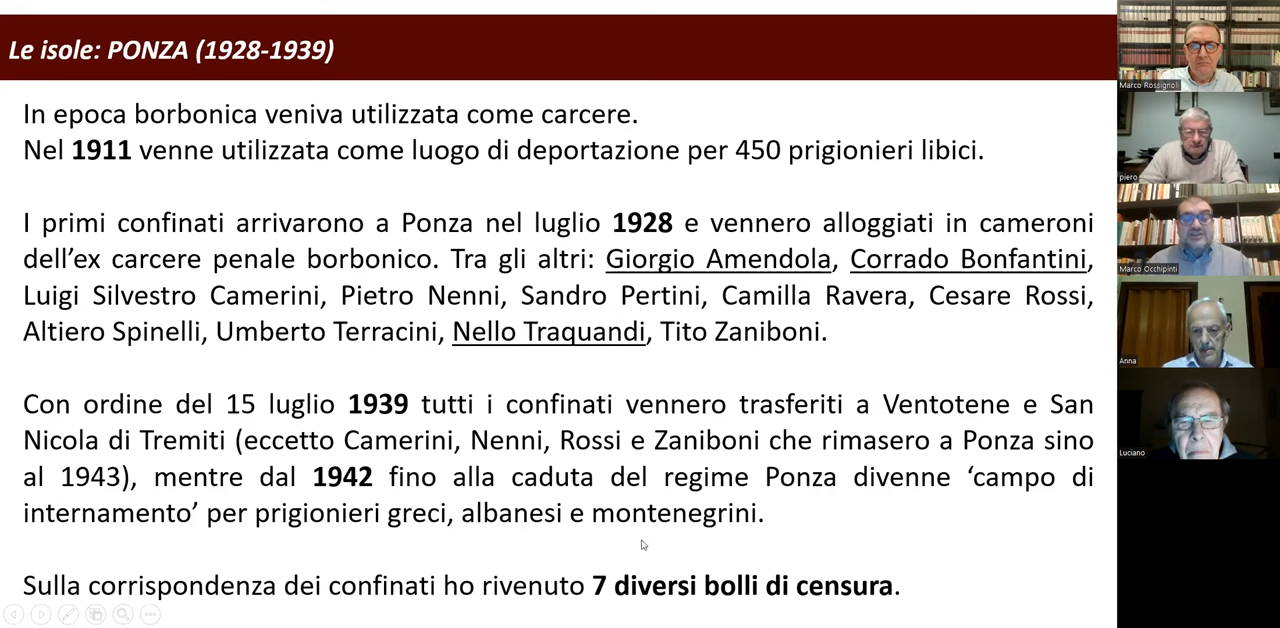 Le isole: PONZA (1928-1939)
In epoca borbonica veniva utilizzata come carcere.
Nel 1911 venne utilizzata come luogo di deportazione per 450 prigionieri libici.
I primi confinati arrivarono a Ponza nel luglio 1928 e vennero alloggiati in cameroni
dell’ex carcere penale borbonico. Tra gli altri: Giorgio Amendola, Corrado Bonfantini,
Luigi Silvestro Camerini, Pietro Nenni, Sandro Pertini, Camilla Ravera, Cesare Rossi,
Altiero Spinelli, Umberto Terracini, Nello Traquandi, Tito Zaniboni.
Con ordine del 15 luglio 1939 tutti i confinati vennero trasferiti a Ventotene e San
Nicola di Tremiti (eccetto Camerini, Nenni, Rossi e Zaniboni che rimasero a Ponza sino
al 1943), mentre dal 1942 fino alla caduta del regime Ponza divenne ‘campo di
internamento’ per prigionieri greci, albanesi e montenegrini.
Sulla corrispondenza dei confinati ho rivenuto 7 diversi bolli di censura.
Marco Rossignoli
piero
Marco Occhipinti
Anna
Luciano